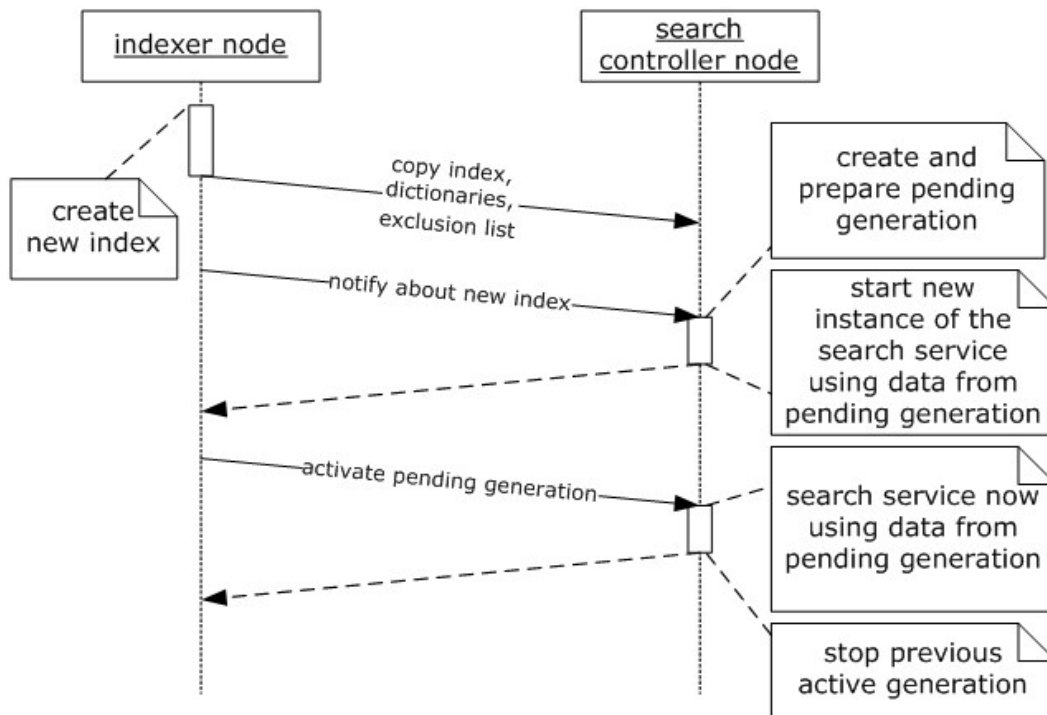 indexer node
search
controller node
create
new index
copy index,
dictionaries,
exclusion list
create and
prepare pending
generation
notify about new index
start new
instance of the
search service
using data from
pending generation
activate pending generation
search service now
using data from
pending generation
stop previous
active generation